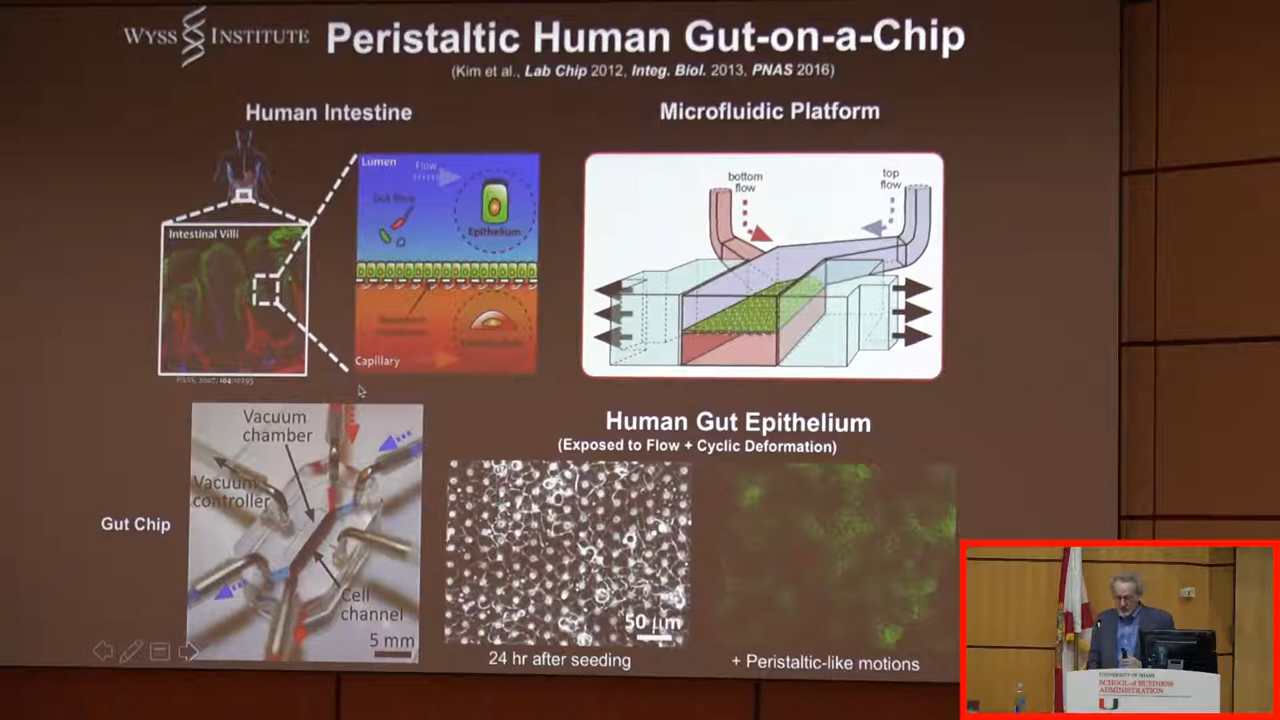 WYSS INSTITUTE
Peristaltic Human Gut-on-a-Chip
(Kim et al., Lab Chip 2012, Integ. Biol. 2013, PNAS 2016)
Human Intestine
Microfluidic Platform
Lumen
Flow
Epithelium
Capillary
Intestinal Villi
bottom
flow
top
flow
Vacuum
chamber
Vacuum
controller
Gut Chip
Cell
channel
5 mm
Human Gut Epithelium
(Exposed to Flow + Cyclic Deformation)
50 µm
24 hr after seeding
+ Peristaltic-like motions
UNIVERSITY OF MIAMI
SCHOOL of BUSINESS
ADMINISTRATION
U